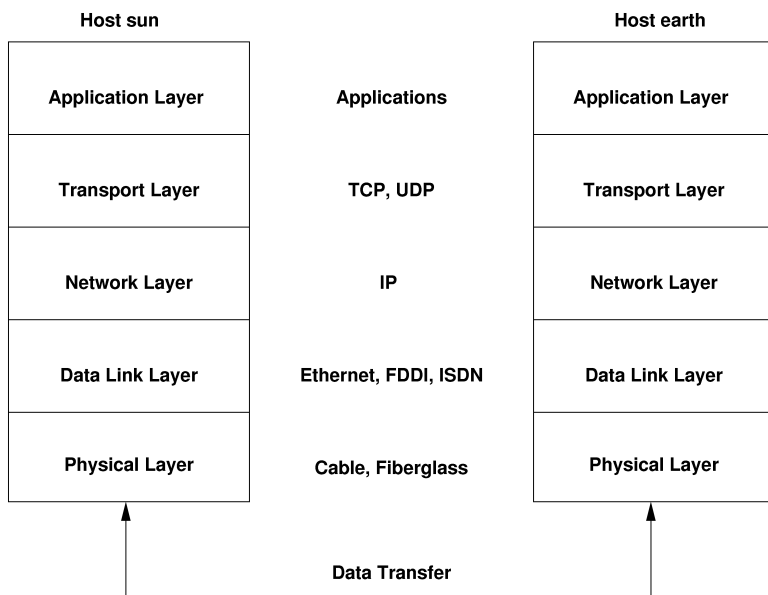 Host sun
Host earth
Application Layer
Applications
Application Layer
Transport Layer
TCP, UDP
Transport Layer
Network Layer
IP
Network Layer
Data Link Layer
Ethernet, FDDI, ISDN
Data Link Layer
Physical Layer
Cable, Fiberglass
Physical Layer
Data Transfer